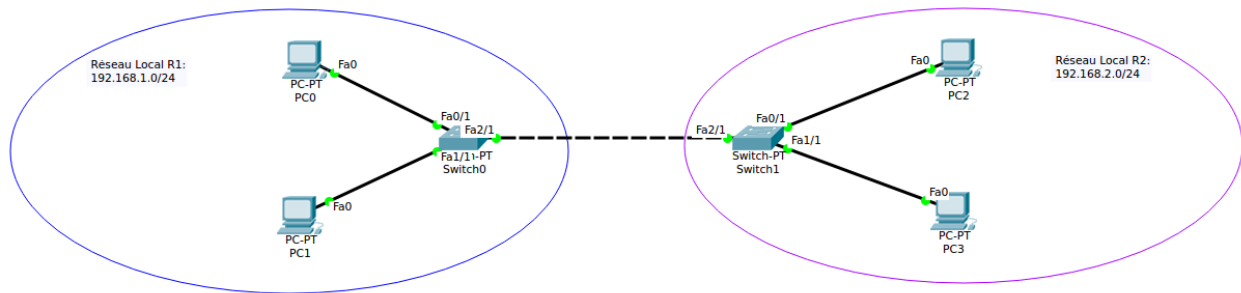 Réseau Local R1:
192.168.1.0/24
Fa0
PC-PT
PC0
Fa0/1
Fa2/1
Fa1/1
-PT
Switch0
Fa0
PC-PT
PC1
Réseau Local R2:
192.168.2.0/24
Fa0
PC-PT
PC2
Fa0/1
Fa2/1
Fa1/1
Switch-PT
Switch1
Fa0
PC-PT
PC3